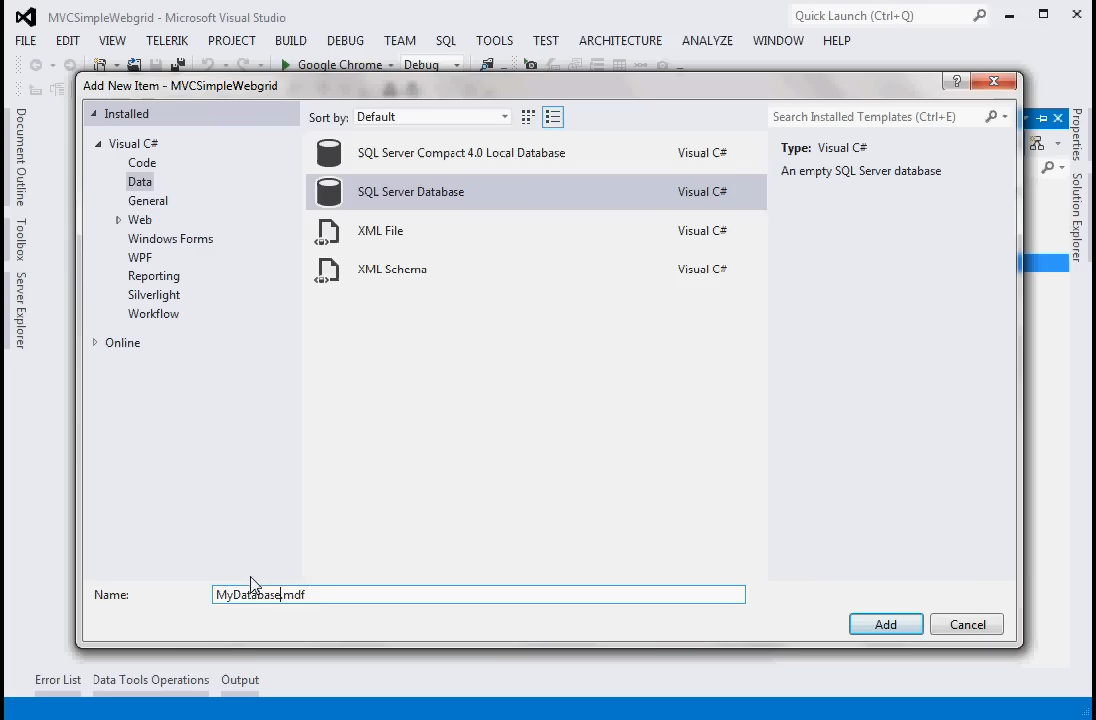 MVCSimpleWebgrid - Microsoft Visual Studio
Quick Launch (Ctrl+Q)
FILE EDIT VIEW TELERIK PROJECT BUILD DEBUG TEAM SQL TOOLS TEST ARCHITECTURE ANALYZE WINDOW HELP
Google Chrome Debug
Add New Item - MVCSimpleWebgrid
?
Installed
Sort by: Default
Search Installed Templates (Ctrl+E)
Visual C#
Code
Data
General
Web
Windows Forms
WPF
Reporting
Silverlight
Workflow
Online
SQL Server Compact 4.0 Local Database Visual C#
SQL Server Database Visual C#
XML File Visual C#
XML Schema Visual C#
Type: Visual C#
An empty SQL Server database
Document Outline
Toolbox
Server Explorer
Properties
Solution Explorer
Name: MyDatabase.mdf
Add Cancel
Error List Data Tools Operations Output